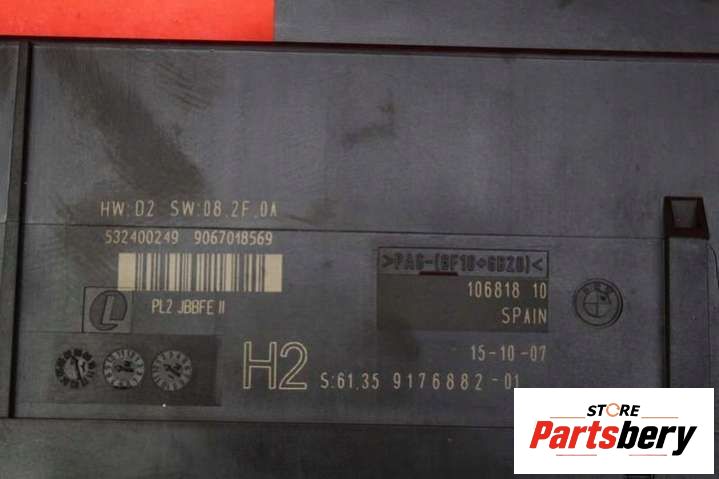 HW:02 SW:08.2F.0A
532400249 9067018569
PL2 JBBFE II
L
>PA6-(GF10+GB20)<
106818 10
SPAIN
15-10-07
H2 S:61.35 9176882-01
STORE
Partsbery